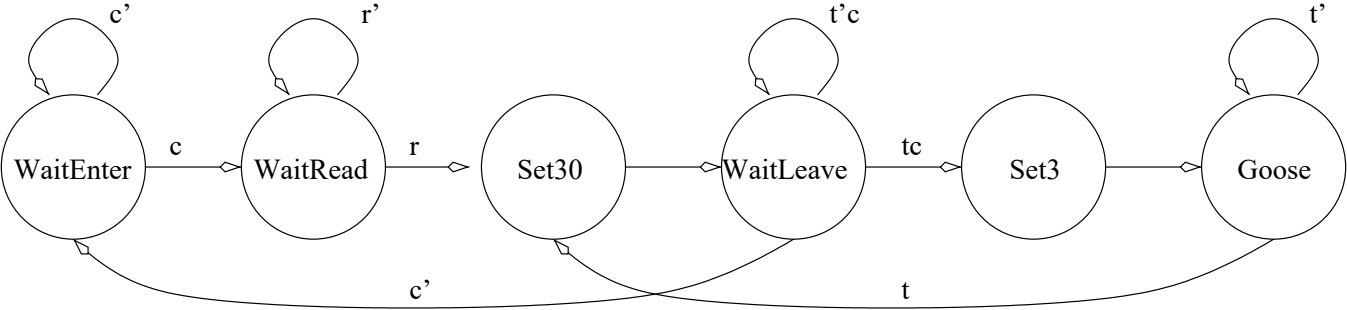 c’
r’
t’c
t’
WaitEnter
c
WaitRead
r
Set30
WaitLeave
tc
Set3
Goose
c’
t